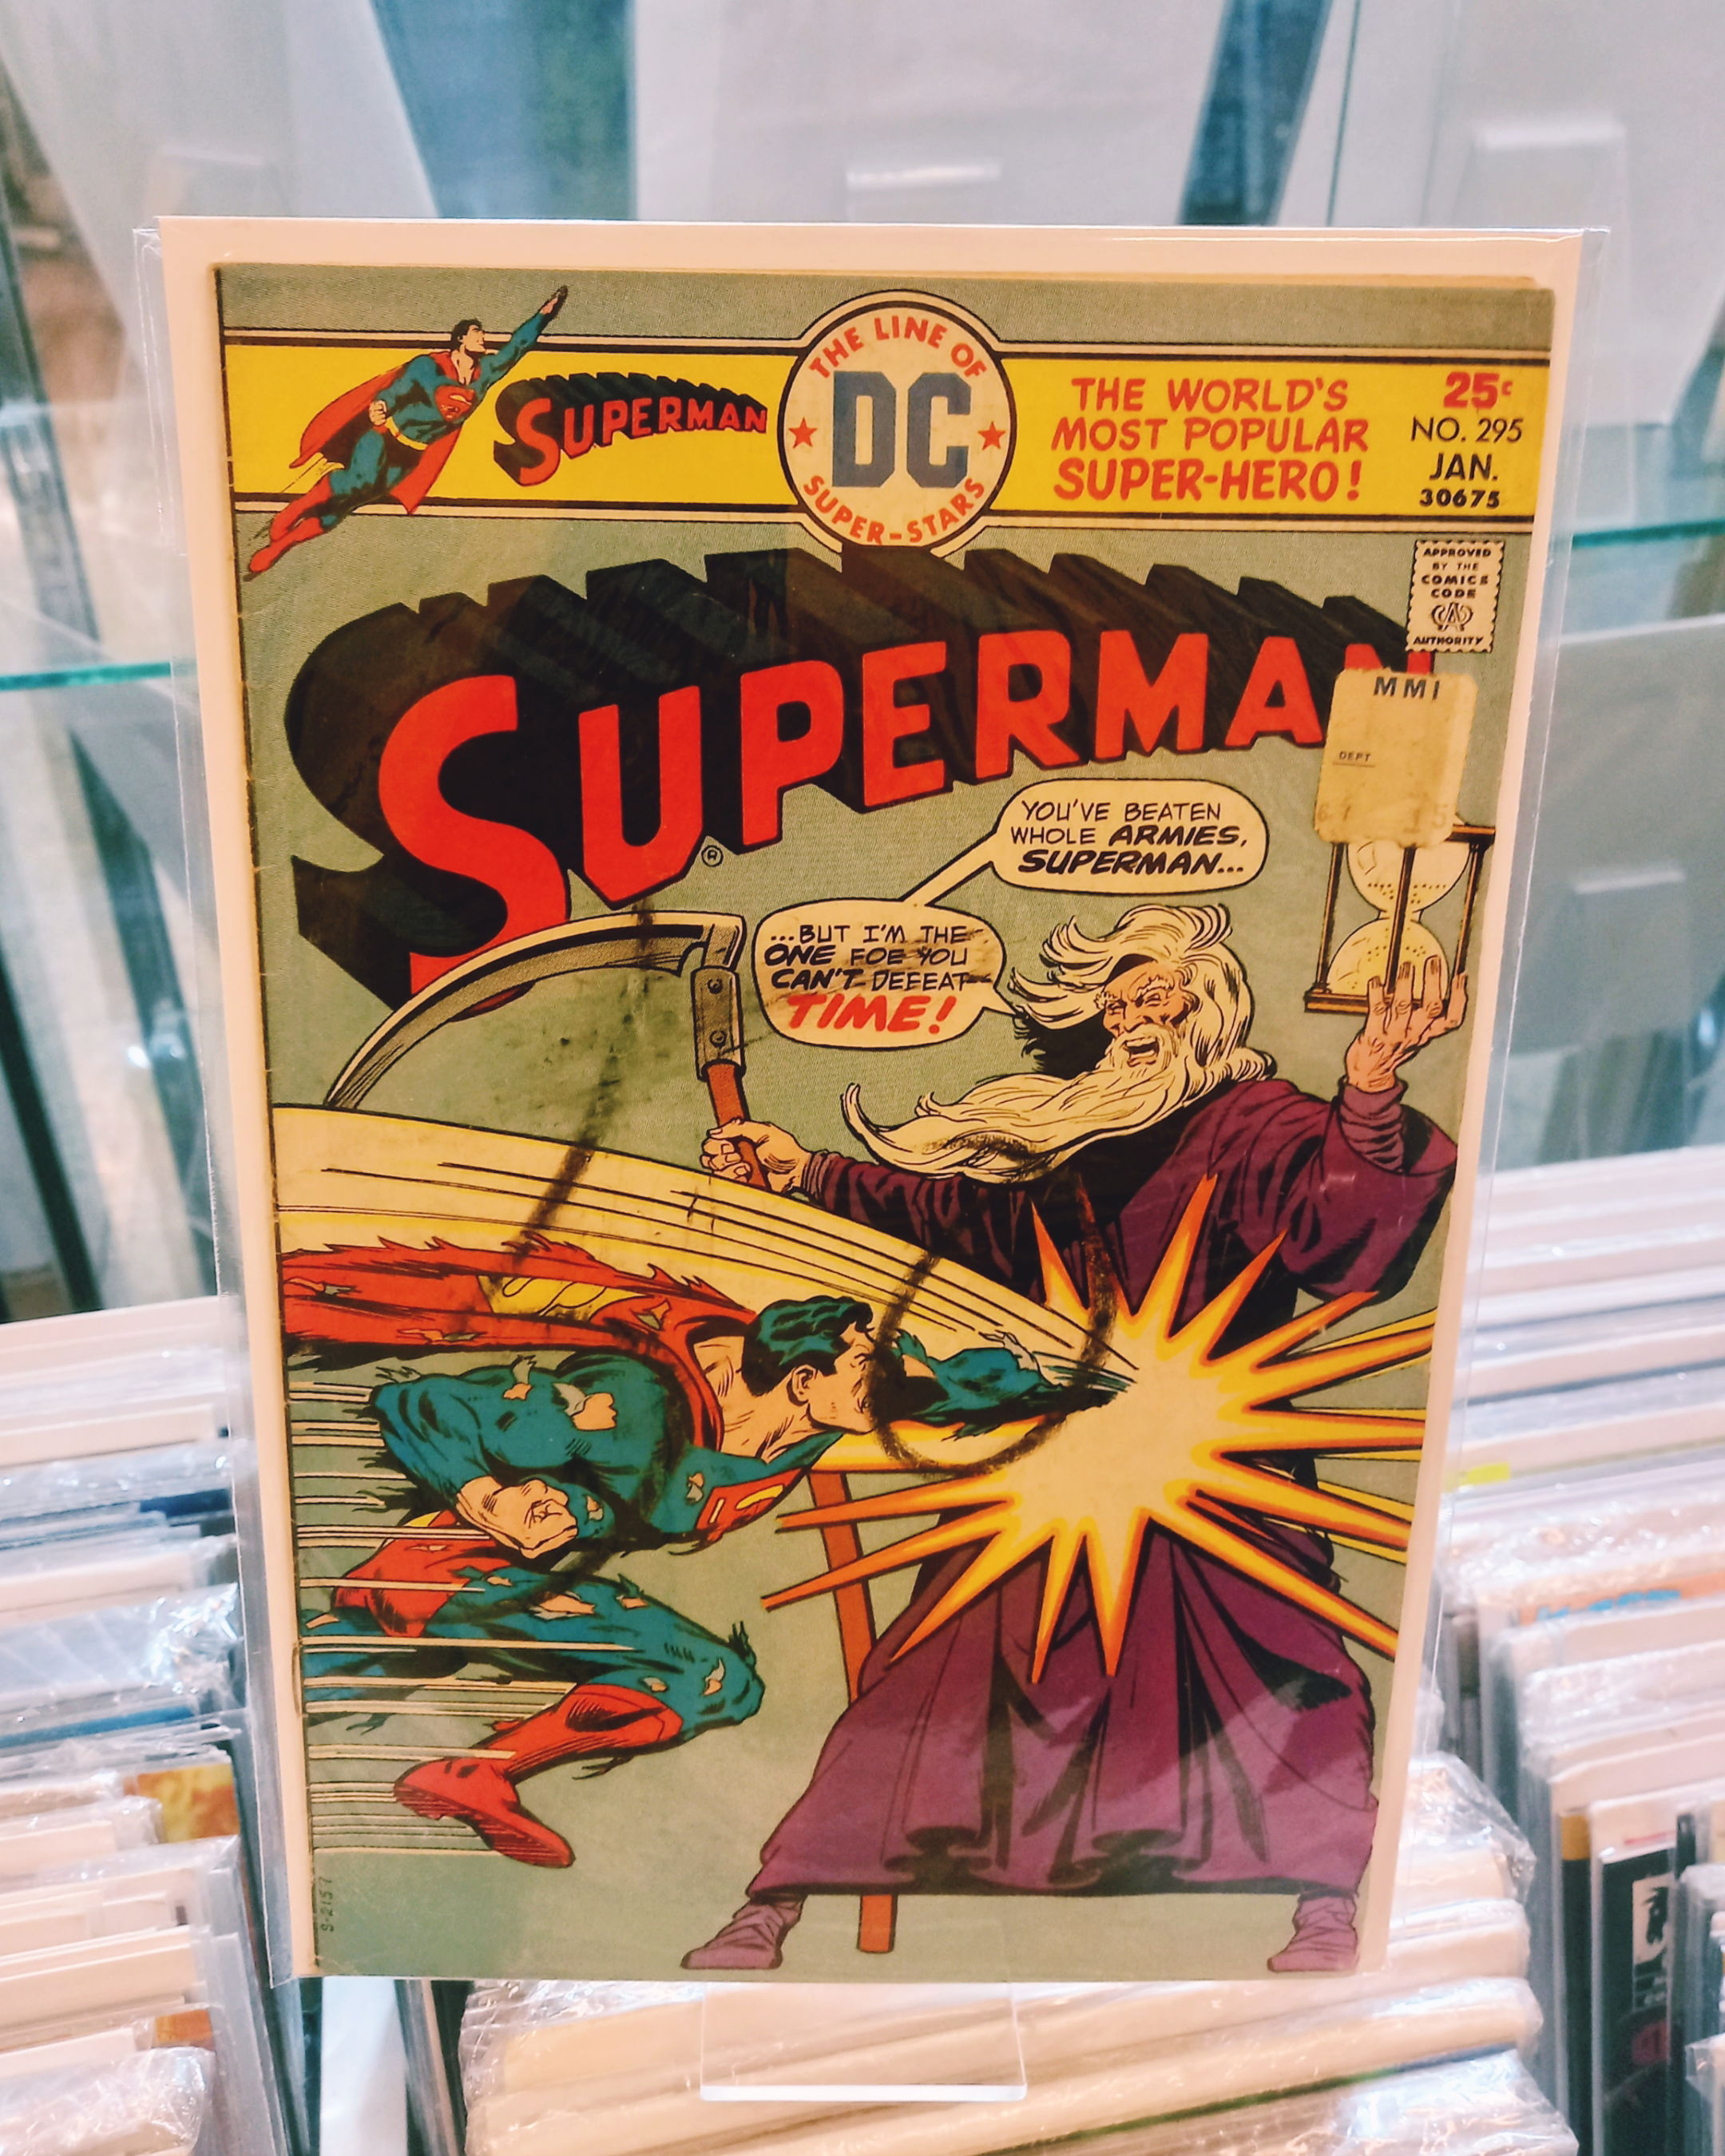 SUPERMAN
THE LINE OF
DC
SUPER-STARS
THE WORLD'S
MOST POPULAR
SUPER-HERO!
25¢
NO. 295
JAN.
30675
APPROVED
BY THE
COMICS
CODE
CA
AUTHORITY
SUPERMAN
®
MMI
DEPT
YOU'VE BEATEN
WHOLE ARMIES,
SUPERMAN...
...BUT I'M THE
ONE FOE YOU
CAN'T DEFEAT--
TIME!
S-2157